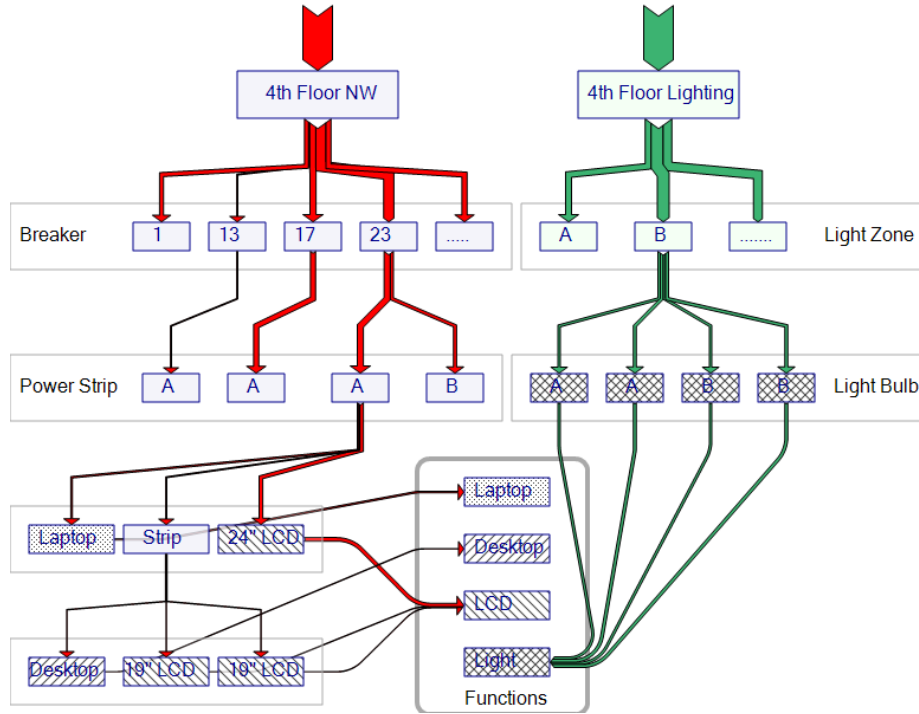 4th Floor NW
4th Floor Lighting
Breaker
1
13
17
23
.....
A
B
.......
Light Zone
Power Strip
A
A
A
B
A
A
B
B
Light Bulb
Laptop
Strip
24" LCD
Laptop
Desktop
LCD
Light
Functions
Desktop
19" LCD
19" LCD